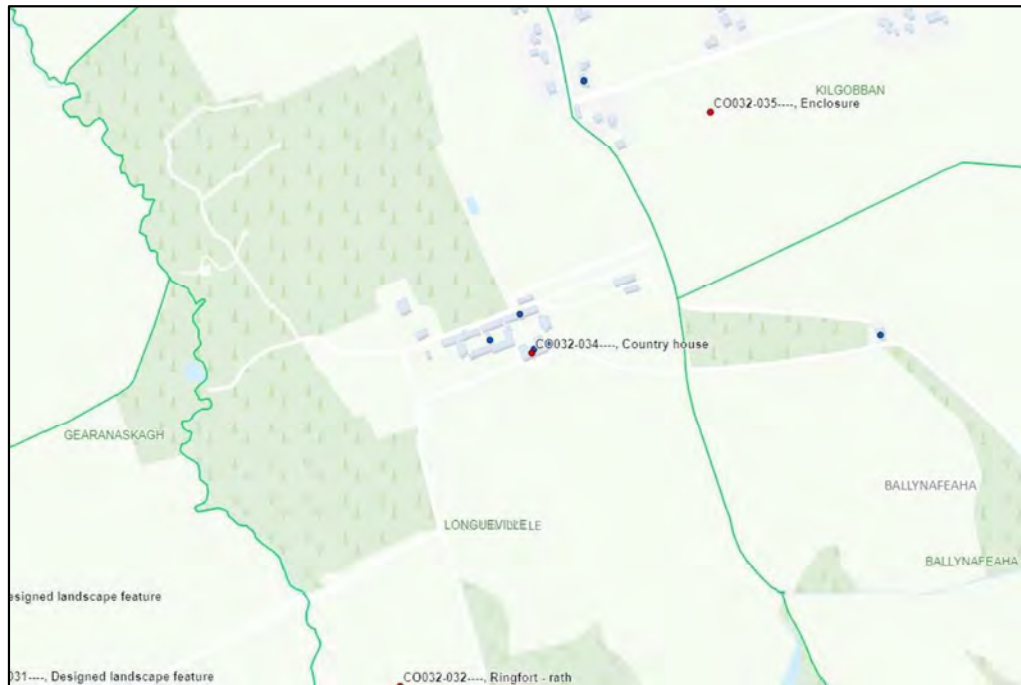 KILGOBBAN
CO032-035----, Enclosure
CO032-034----, Country house
GEARANASKAGH
BALLYNAFEAHA
LONGUEVILLELE
BALLYNAFEAHA
esigned landscape feature
031----, Designed landscape feature
CO032-032----, Ringfort - rath